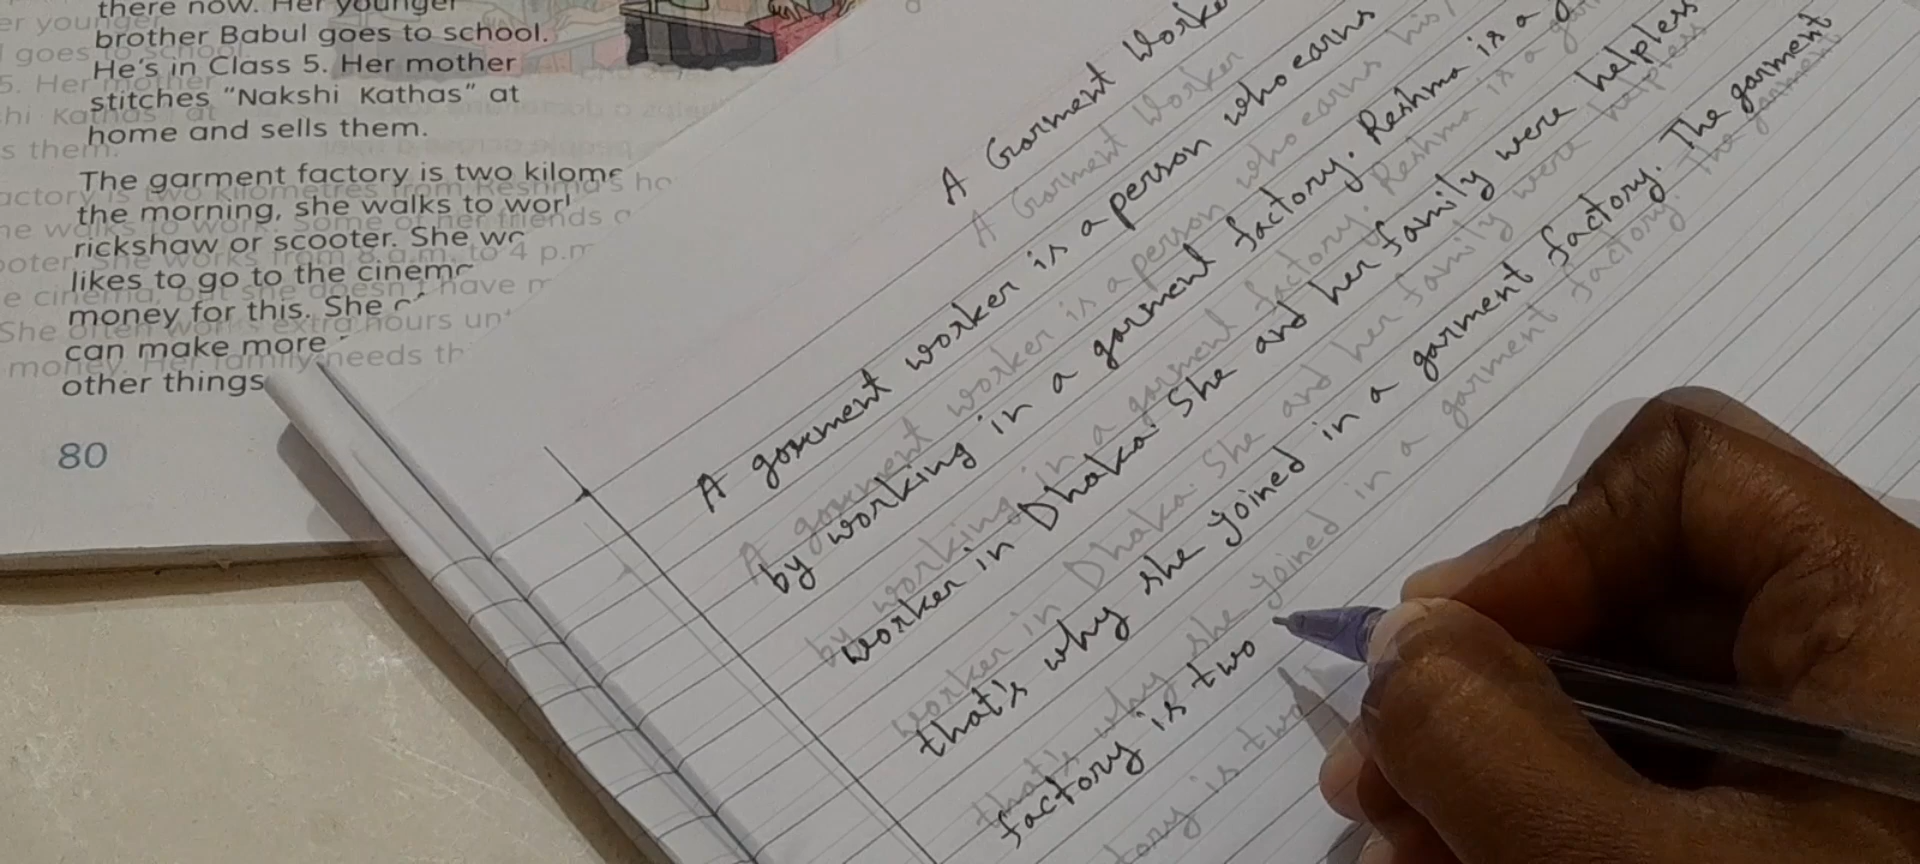 there now. Her younger
brother Babul goes to school.
He's in Class 5. Her mother
stitches "Nakshi Kathas" at
home and sells them.
The garment factory is two kilome
the morning, she walks to wor
rickshaw or scooter. She wo
likes to go to the cinema
money for this. She
can make more
other things
80
A Garment Worke
A gorement worker is a person who earns
by working in a garment factory. Reshma is a
worker in Dhaka. She and her family were helpless
that's why she joined in a garment factory. The garment
factory is two